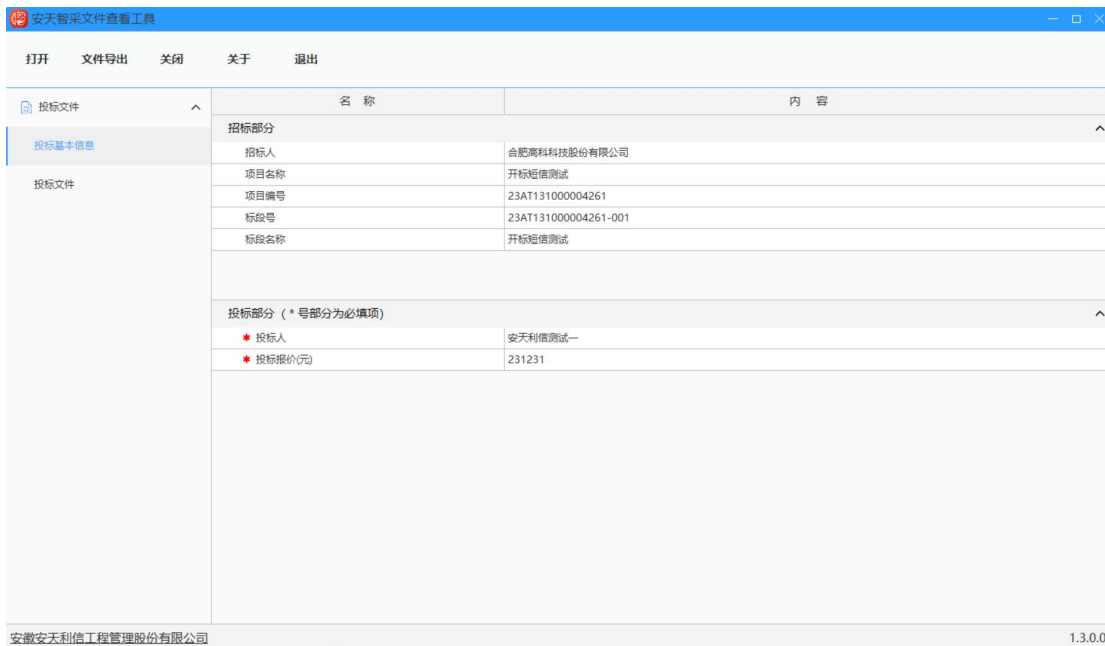 安天智采文件查看工具
打开 文件导出 关闭 关于 退出
投标文件
投标基本信息
投标文件
名 称 内 容
招标部分
招标人 合肥高科科技股份有限公司
项目名称 开标短信测试
项目编号 23AT131000004261
标段号 23AT131000004261-001
标段名称 开标短信测试
投标部分 ( * 号部分为必填项)
* 投标人 安天利信测试一
* 投标报价(元) 231231
安徽安天利信工程管理股份有限公司 1.3.0.0